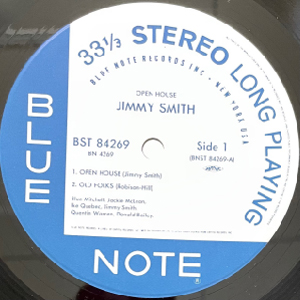 33 1/3 STEREO LONG PLAYING
BLUE NOTE RECORDS INC., NEW YORK USA
OPEN HOUSE
JIMMY SMITH
BST 84269
BN 4269
Side 1
(BNST 84269-A)
1. OPEN HOUSE (Jimmy Smith)
2. OLD FOLKS (Robison-Hill)
Blue Mitchell, Jackie McLean,
Ike Quebec, Jimmy Smith,
Quentin Warren, Donald Bailey
BLUE
NOTE